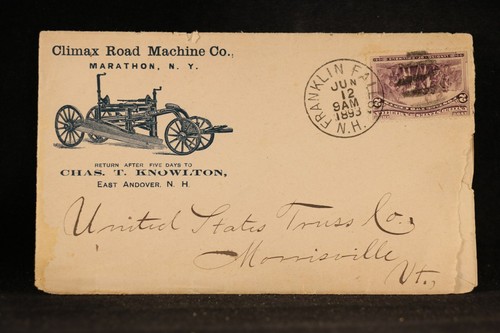 Climax Road Machine Co.,
MARATHON, N. Y.
RETURN AFTER FIVE DAYS TO
CHAS. T. KNOWLTON,
EAST ANDOVER, N. H.
FRANKLIN FALLS
JUN
12
9AM
1893
N.H.
United States Truss Co.
Morrisville
Vt.